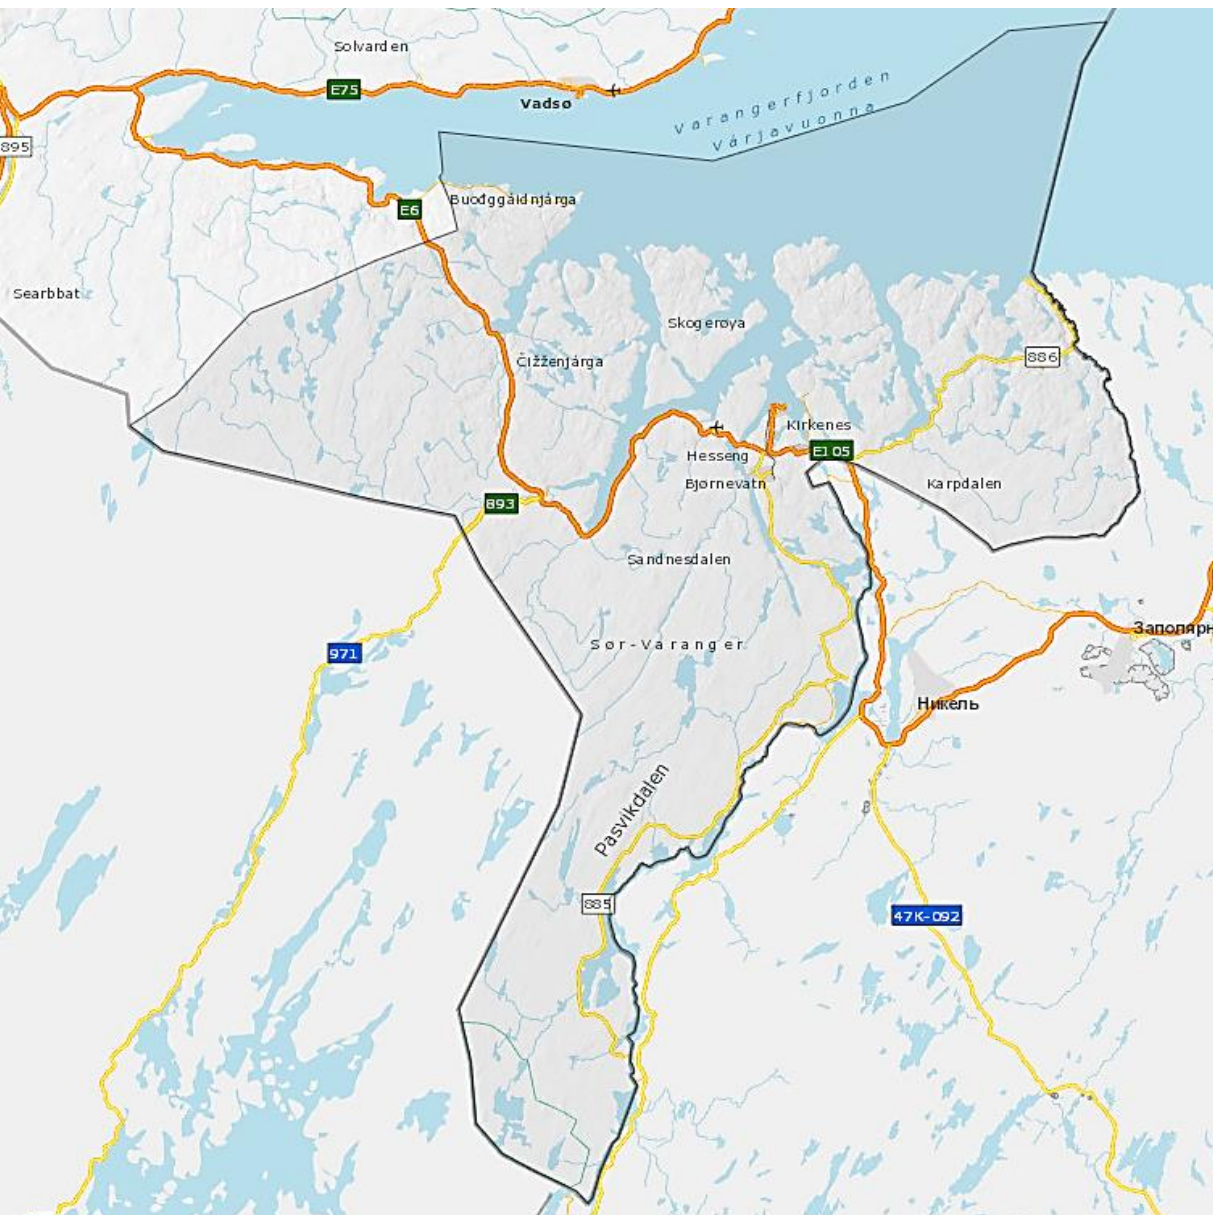 Solvarden
E75
Vadsø
Varangerfjorden
Várjavuonna
895
E6
Buođggáidnjárga
Searbbat
Skogerøya
886
Čižženjárga
Kirkenes
E105
Hesseng
Bjørnevatn
Karpdalen
893
Sandnesdalen
Sør-Varanger
971
Заполярн
Никель
Pasvikdalen
885
47K-092